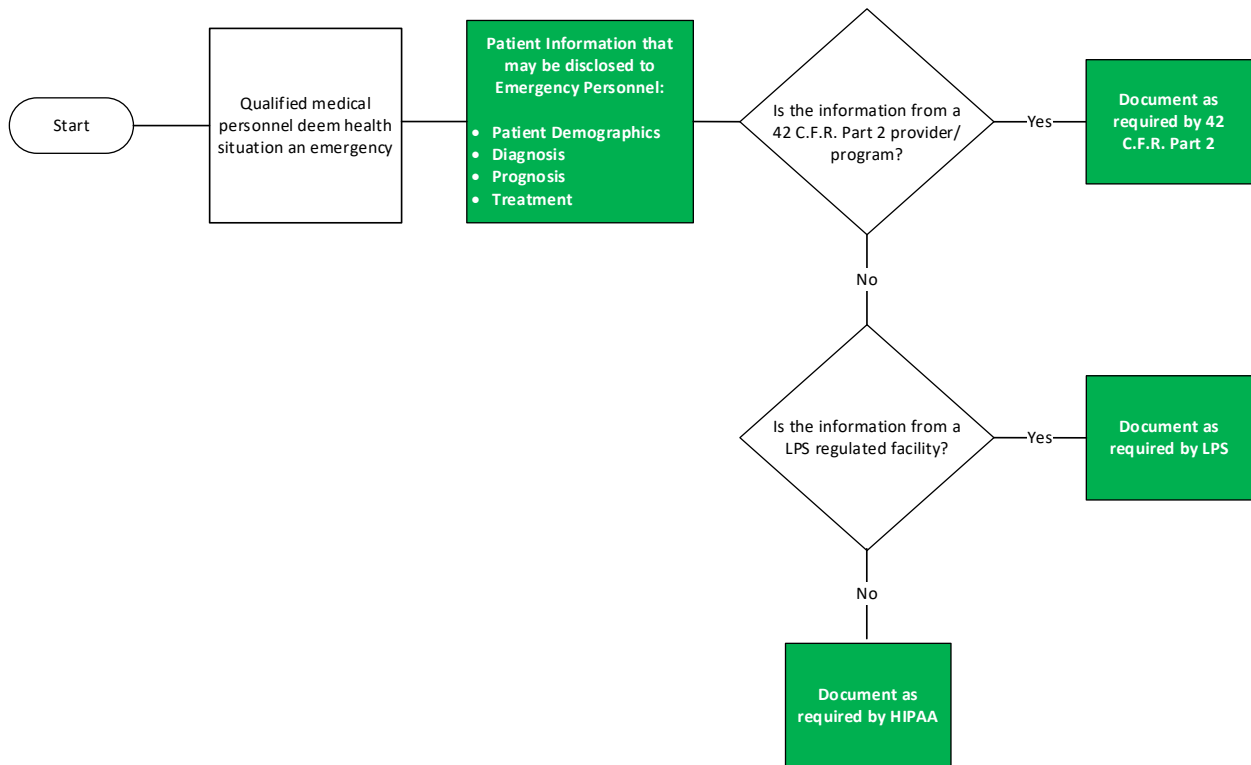 Start
Qualified medical
personnel deem health
situation an emergency
Patient Information that
may be disclosed to
Emergency Personnel:
• Patient Demographics
• Diagnosis
• Prognosis
• Treatment
Is the information from a
42 C.F.R. Part 2 provider/
program?
Yes
Document as
required by 42
C.F.R. Part 2
No
Is the information from a
LPS regulated facility?
Yes
Document as
required by LPS
No
Document as
required by HIPAA